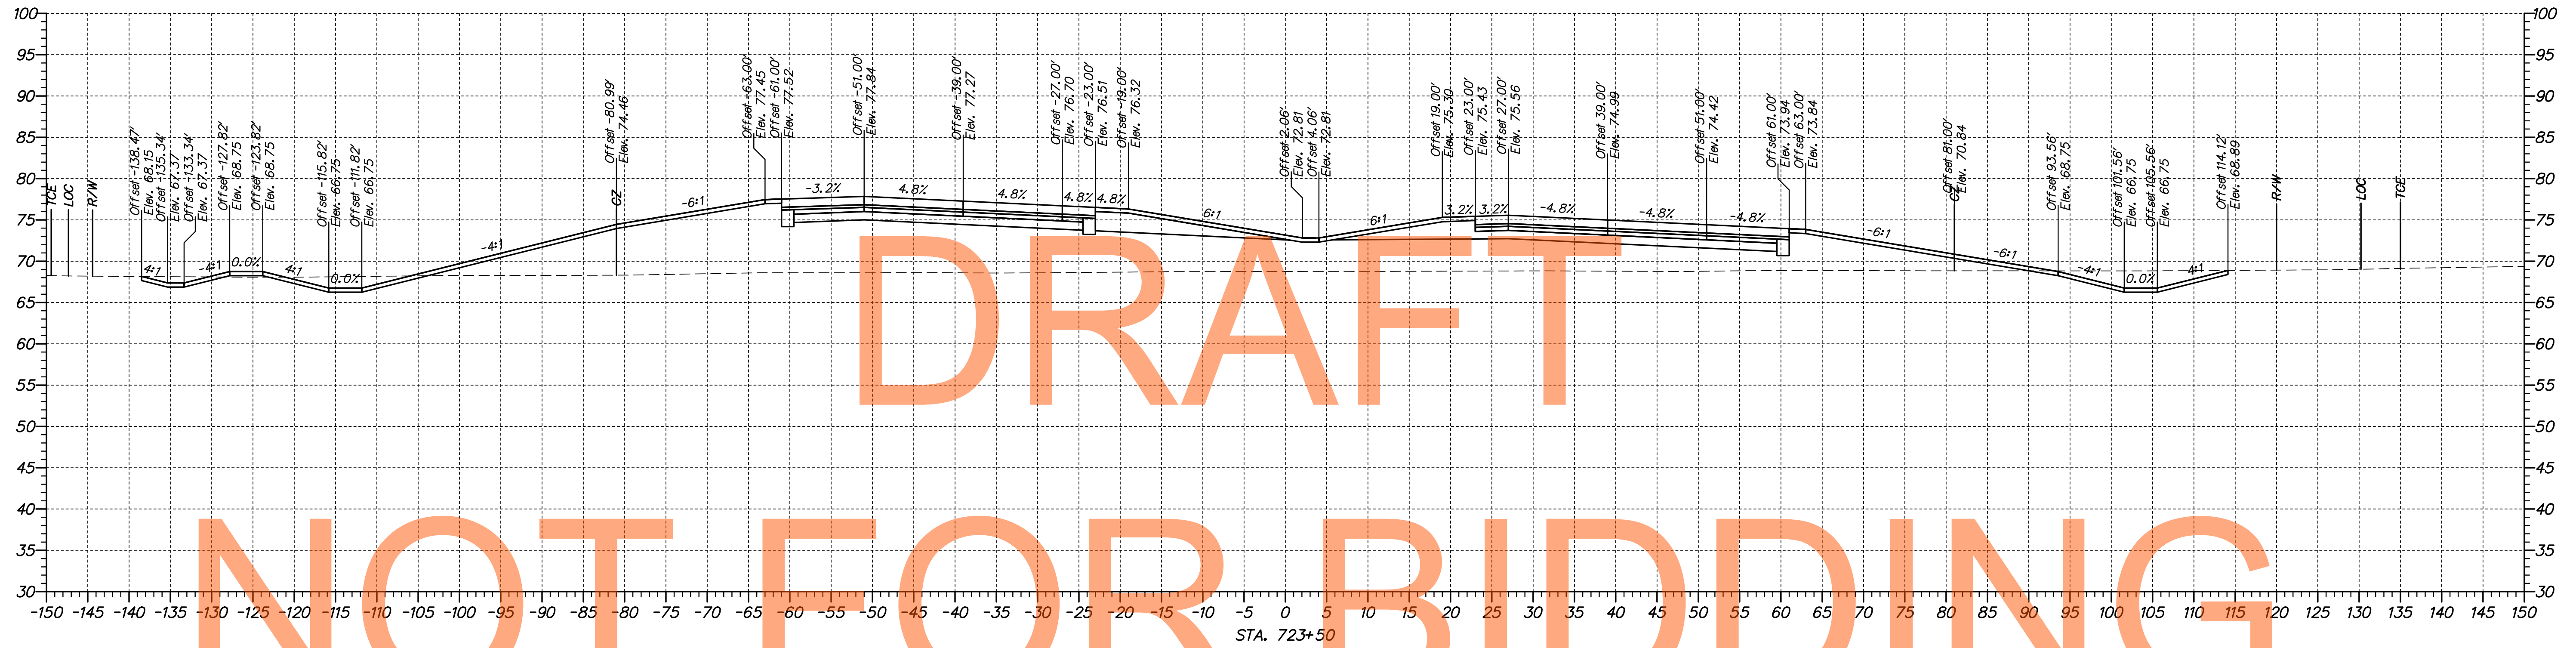 100
95
90
85
80
75
70
65
60
55
50
45
40
35
30
TCE
LOC
R/W
Offset -138.47'
Elev. 68.15
Offset -135.34'
Elev. 67.37
Offset -133.34'
Elev. 67.37
Offset -127.82'
Elev. 68.75
Offset -123.82'
Elev. 68.75
Offset -115.82'
Elev. 66.75
Offset -111.82'
Elev. 66.75
Offset -80.99'
Elev. 74.46
CZ
Offset -63.00'
Elev. 77.45
Offset -61.00'
Elev. 77.52
Offset -51.00'
Elev. 77.84
Offset -39.00'
Elev. 77.27
Offset -27.00'
Elev. 76.70
Offset -23.00'
Elev. 76.51
Offset -19.00'
Elev. 76.32
Offset 2.06'
Elev. 72.81
Offset 4.06'
Elev. 72.81
Offset 19.00'
Elev. 75.30
Offset 23.00'
Elev. 75.43
Offset 27.00'
Elev. 75.56
Offset 39.00'
Elev. 74.99
Offset 51.00'
Elev. 74.42
Offset 61.00'
Elev. 73.94
Offset 63.00'
Elev. 73.84
Offset 81.00'
Elev. 70.84
CZ
Offset 93.56'
Elev. 68.75
Offset 101.56'
Elev. 66.75
Offset 105.56'
Elev. 66.75
Offset 114.12'
Elev. 68.89
R/W
LOC
TCE
4:1
-4:1
0.0%
4:1
0.0%
-4:1
-6:1
-3.2%
4.8%
4.8%
4.8%
4.8%
6:1
6:1
3.2%
3.2%
-4.8%
-4.8%
-4.8%
-6:1
-6:1
-4:1
0.0%
4:1
100
95
90
85
80
75
70
65
60
55
50
45
40
35
30
DRAFT
NOT FOR BIDDING
-150 -145 -140 -135 -130 -125 -120 -115 -110 -105 -100 -95 -90 -85 -80 -75 -70 -65 -60 -55 -50 -45 -40 -35 -30 -25 -20 -15 -10 -5 0 5 10 15 20 25 30 35 40 45 50 55 60 65 70 75 80 85 90 95 100 105 110 115 120 125 130 135 140 145 150
STA. 723+50